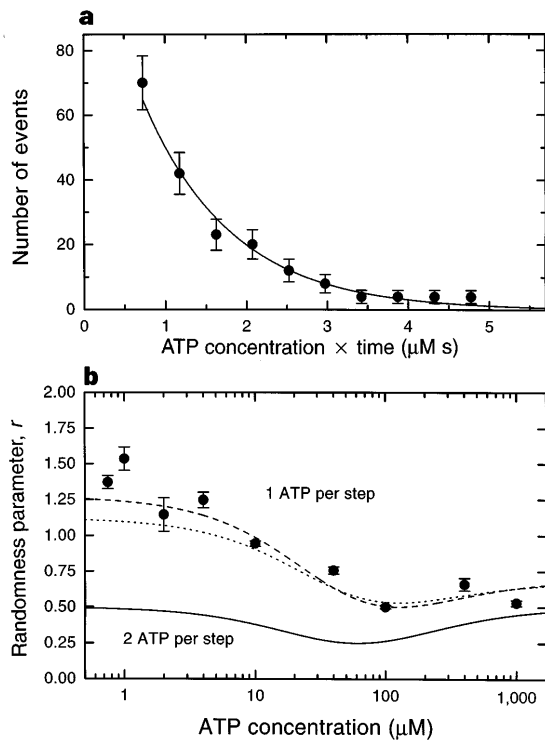 a
80
60
40
20
0
Number of events
0 1 2 3 4 5
ATP concentration × time (μM s)
b
2.00
1.75
1.50
1.25
1.00
0.75
0.50
0.25
0.00
Randomness parameter, r
1 ATP per step
2 ATP per step
1 10 100 1,000
ATP concentration (μM)